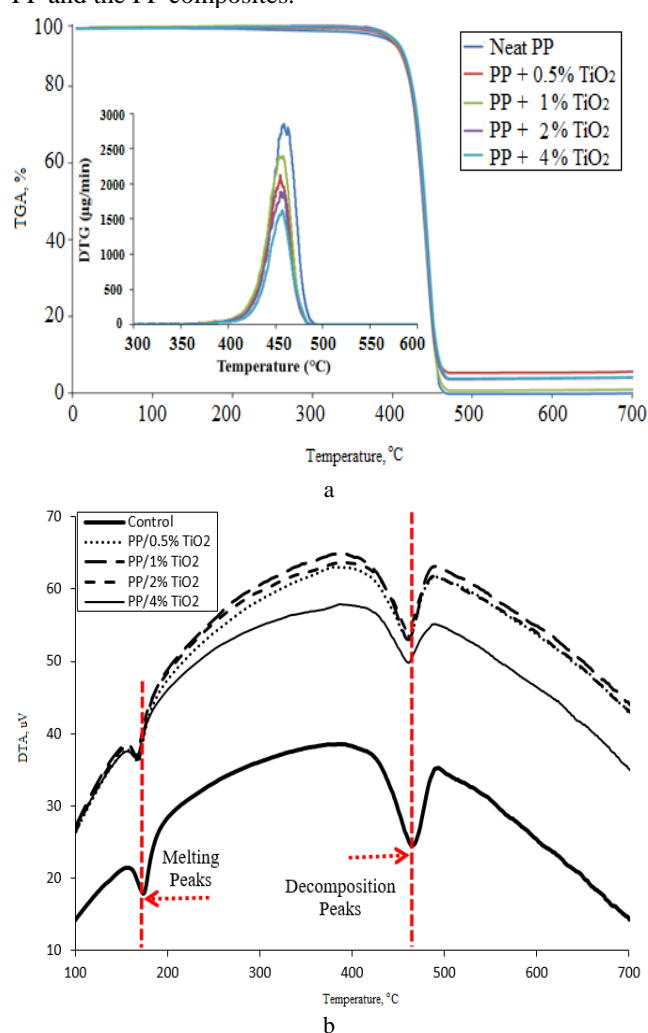 PP and the PP composites.
100
80
60
40
20
0
TGA, %
Neat PP
PP + 0.5% TiO2
PP + 1% TiO2
PP + 2% TiO2
PP + 4% TiO2
3000
2500
2000
1500
1000
500
0
DTG (µg/min)
300 350 400 450 500 550 600
Temperature (°C)
0 100 200 300 400 500 600 700
Temperature, °C
a
70
60
50
40
30
20
10
DTA, uV
Control
PP/0.5% TiO2
PP/1% TiO2
PP/2% TiO2
PP/4% TiO2
Melting
Peaks
Decomposition
Peaks
100 200 300 400 500 600 700
Temperature, °C
b